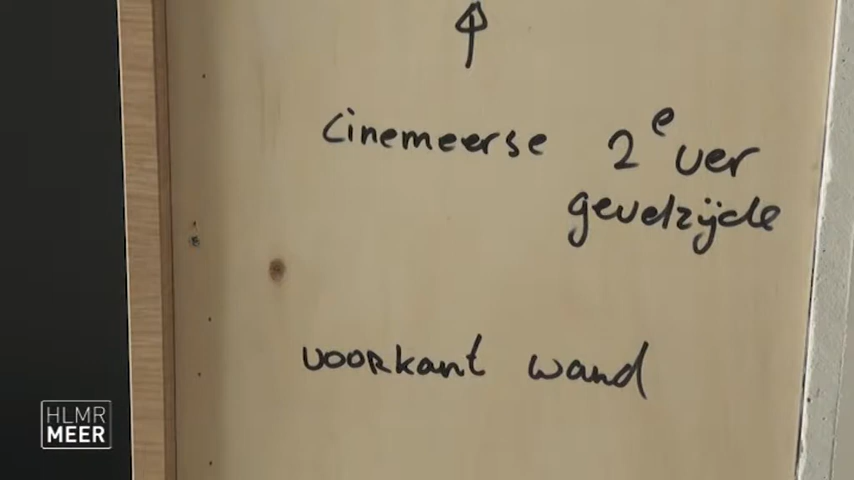 cinemeerse 2e ver
gevelzijde
voorkant wand
HLMR
MEER